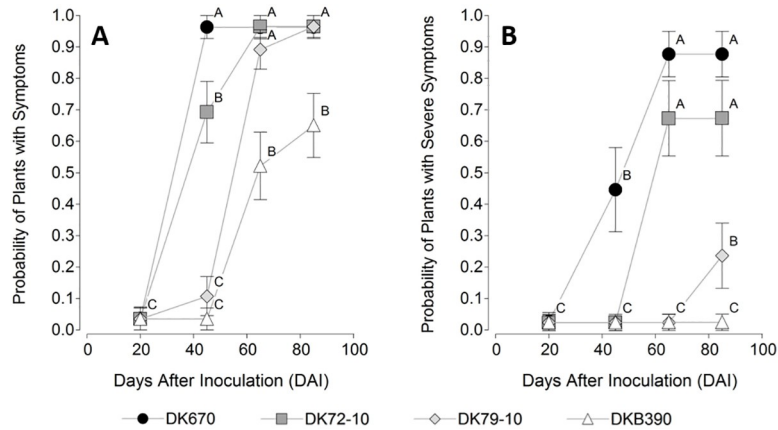 A
Probability of Plants with Symptoms
1.0
0.9
0.8
0.7
0.6
0.5
0.4
0.3
0.2
0.1
0.0
A A A
A
B
B
B
C C
C
0 20 40 60 80 100
Days After Inoculation (DAI)
B
Probability of Plants with Severe Symptoms
1.0
0.9
0.8
0.7
0.6
0.5
0.4
0.3
0.2
0.1
0.0
A A
A A
B
B
C C C C
0 20 40 60 80 100
Days After Inoculation (DAI)
DK670 DK72-10 DK79-10 DKB390